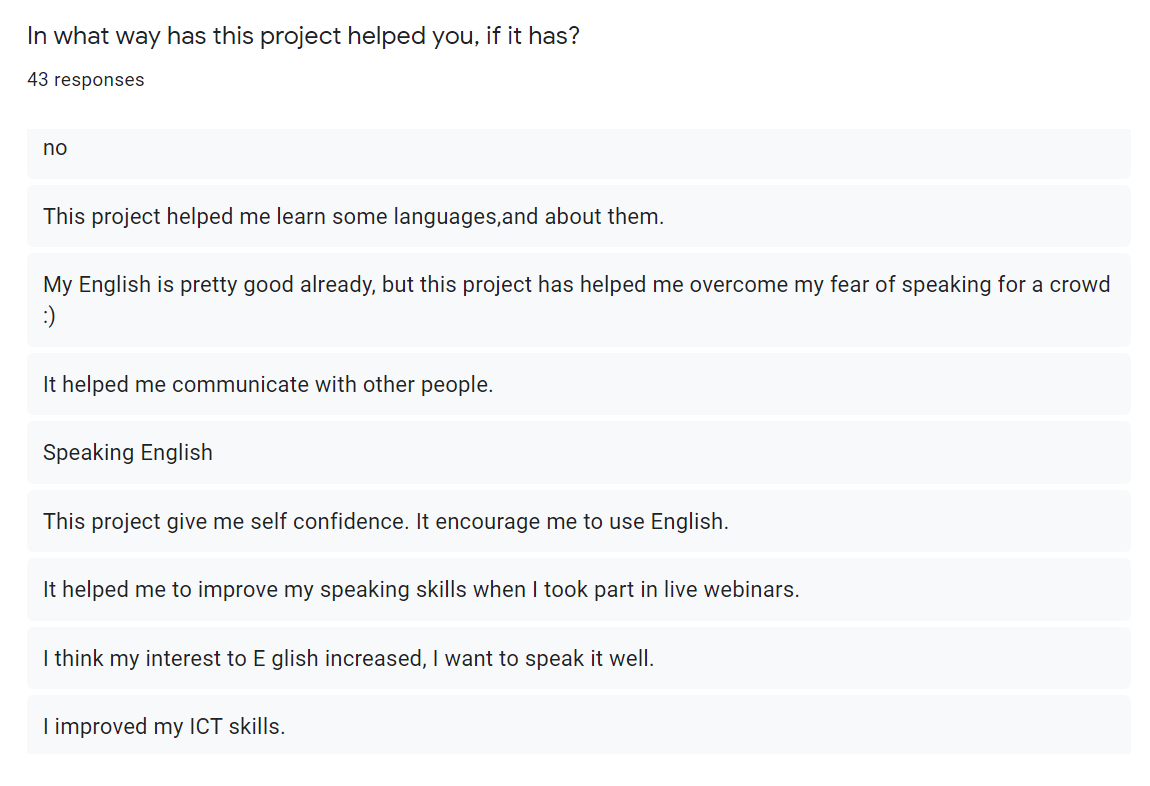 In what way has this project helped you, if it has?
43 responses
no
This project helped me learn some languages,and about them.
My English is pretty good already, but this project has helped me overcome my fear of speaking for a crowd
:)
It helped me communicate with other people.
Speaking English
This project give me self confidence. It encourage me to use English.
It helped me to improve my speaking skills when I took part in live webinars.
I think my interest to E glish increased, I want to speak it well.
I improved my ICT skills.